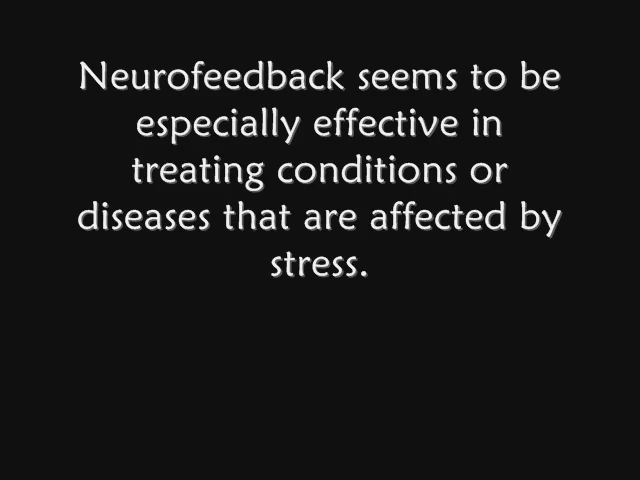 Neurofeedback seems to be
especially effective in
treating conditions or
diseases that are affected by
stress.